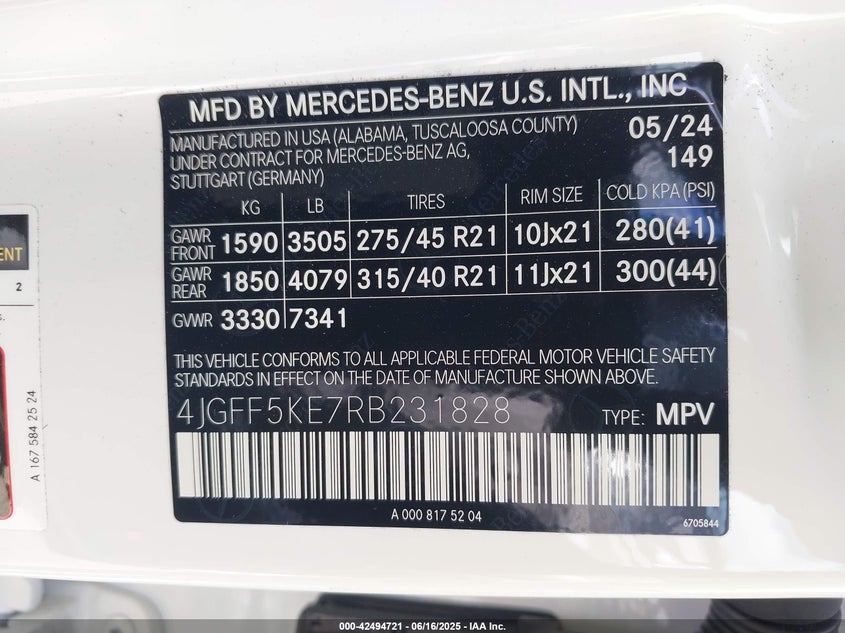 MFD BY MERCEDES-BENZ U.S. INTL., INC
MANUFACTURED IN USA (ALABAMA, TUSCALOOSA COUNTY) 05/24
UNDER CONTRACT FOR MERCEDES-BENZ AG, 149
STUTTGART (GERMANY)
KG LB TIRES RIM SIZE COLD KPA (PSI)
GAWR FRONT 1590 3505 275/45 R21 10Jx21 280(41)
GAWR REAR 1850 4079 315/40 R21 11Jx21 300(44)
GVWR 3330 7341
THIS VEHICLE CONFORMS TO ALL APPLICABLE FEDERAL MOTOR VEHICLE SAFETY
STANDARDS IN EFFECT ON THE DATE OF MANUFACTURE SHOWN ABOVE.
4JGFF5KE7RB231828 TYPE: MPV
A 000 817 52 04
6705844
ENT
2
s.
A 167 584 25 24
000-42494721 - 06/16/2025 - IAA Inc.